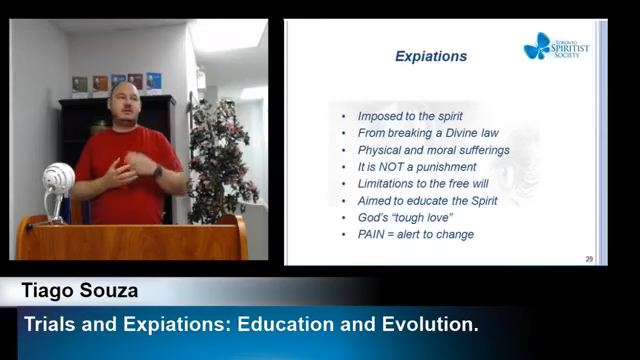 Expiations
TORONTO
SPIRITIST
SOCIETY
• Imposed to the spirit
• From breaking a Divine law
• Physical and moral sufferings
• It is NOT a punishment
• Limitations to the free will
• Aimed to educate the Spirit
• God's "tough love"
• PAIN = alert to change
29
Tiago Souza
Trials and Expiations: Education and Evolution.